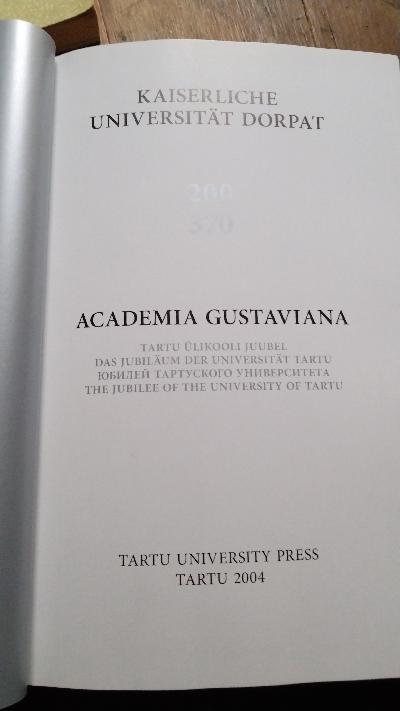 KAISERLICHE
UNIVERSITÄT DORPAT
200
370
ACADEMIA GUSTAVIANA
TARTU ÜLIKOOLI JUUBEL
DAS JUBILÄUM DER UNIVERSITÄT TARTU
ЮБИЛЕЙ ТАРТУСКОГО УНИВЕРСИТЕТА
THE JUBILEE OF THE UNIVERSITY OF TARTU
TARTU UNIVERSITY PRESS
TARTU 2004